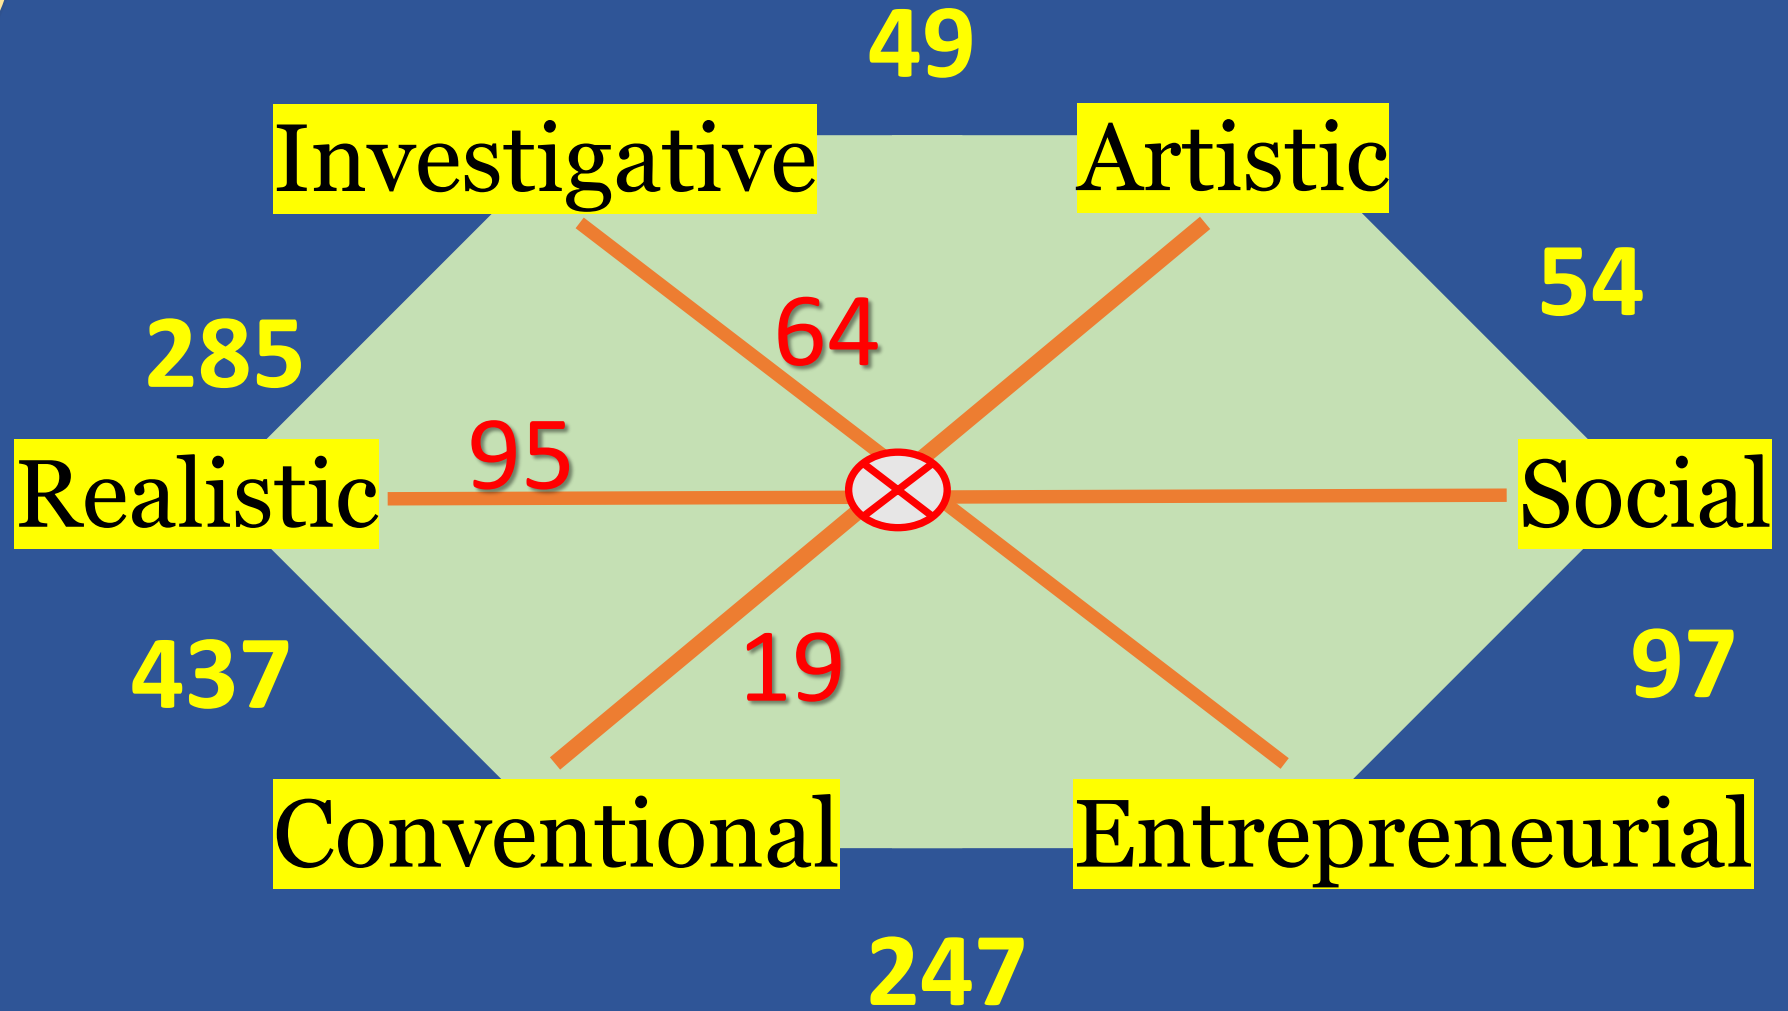 49
Investigative
Artistic
54
285
64
95
Realistic
Social
437
19
97
Conventional
Entrepreneurial
247